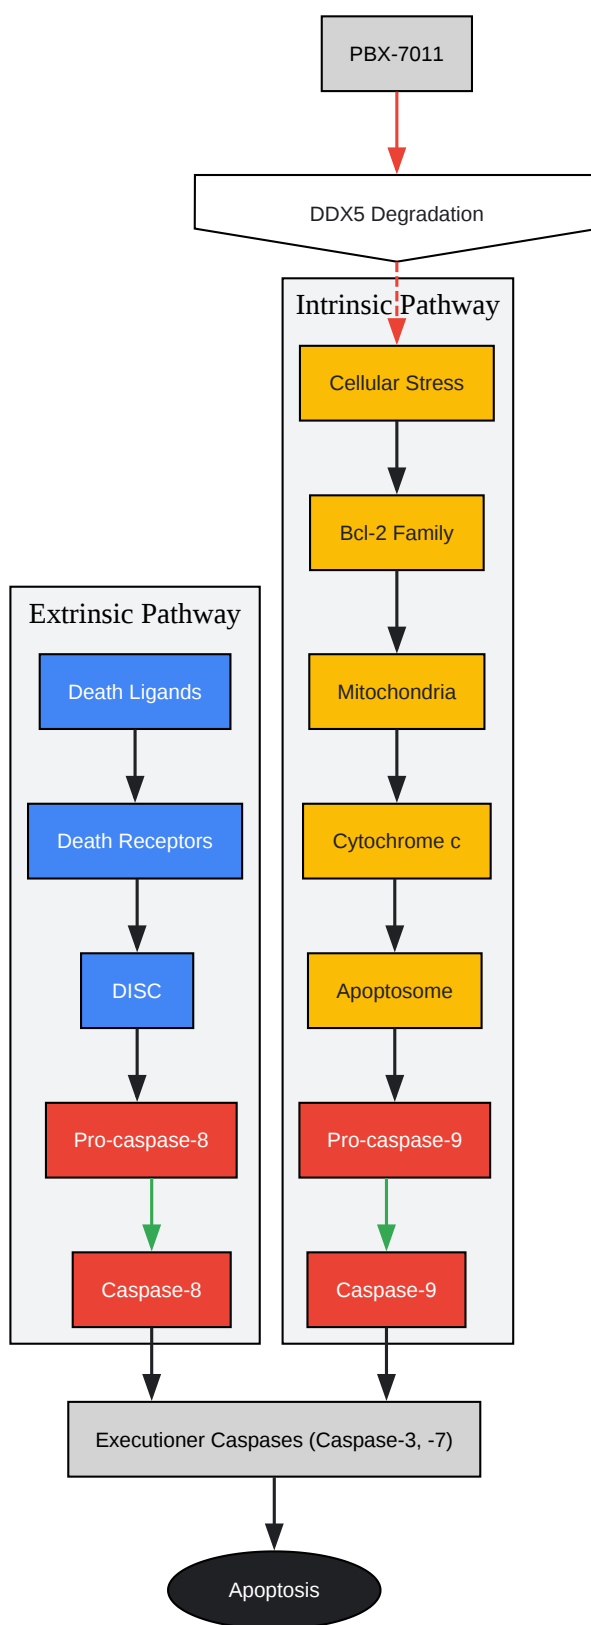 PBX-7011
DDX5 Degradation
Intrinsic Pathway
Cellular Stress
Bcl-2 Family
Mitochondria
Cytochrome c
Apoptosome
Pro-caspase-9
Caspase-9
Extrinsic Pathway
Death Ligands
Death Receptors
DISC
Pro-caspase-8
Caspase-8
Executioner Caspases (Caspase-3, -7)
Apoptosis